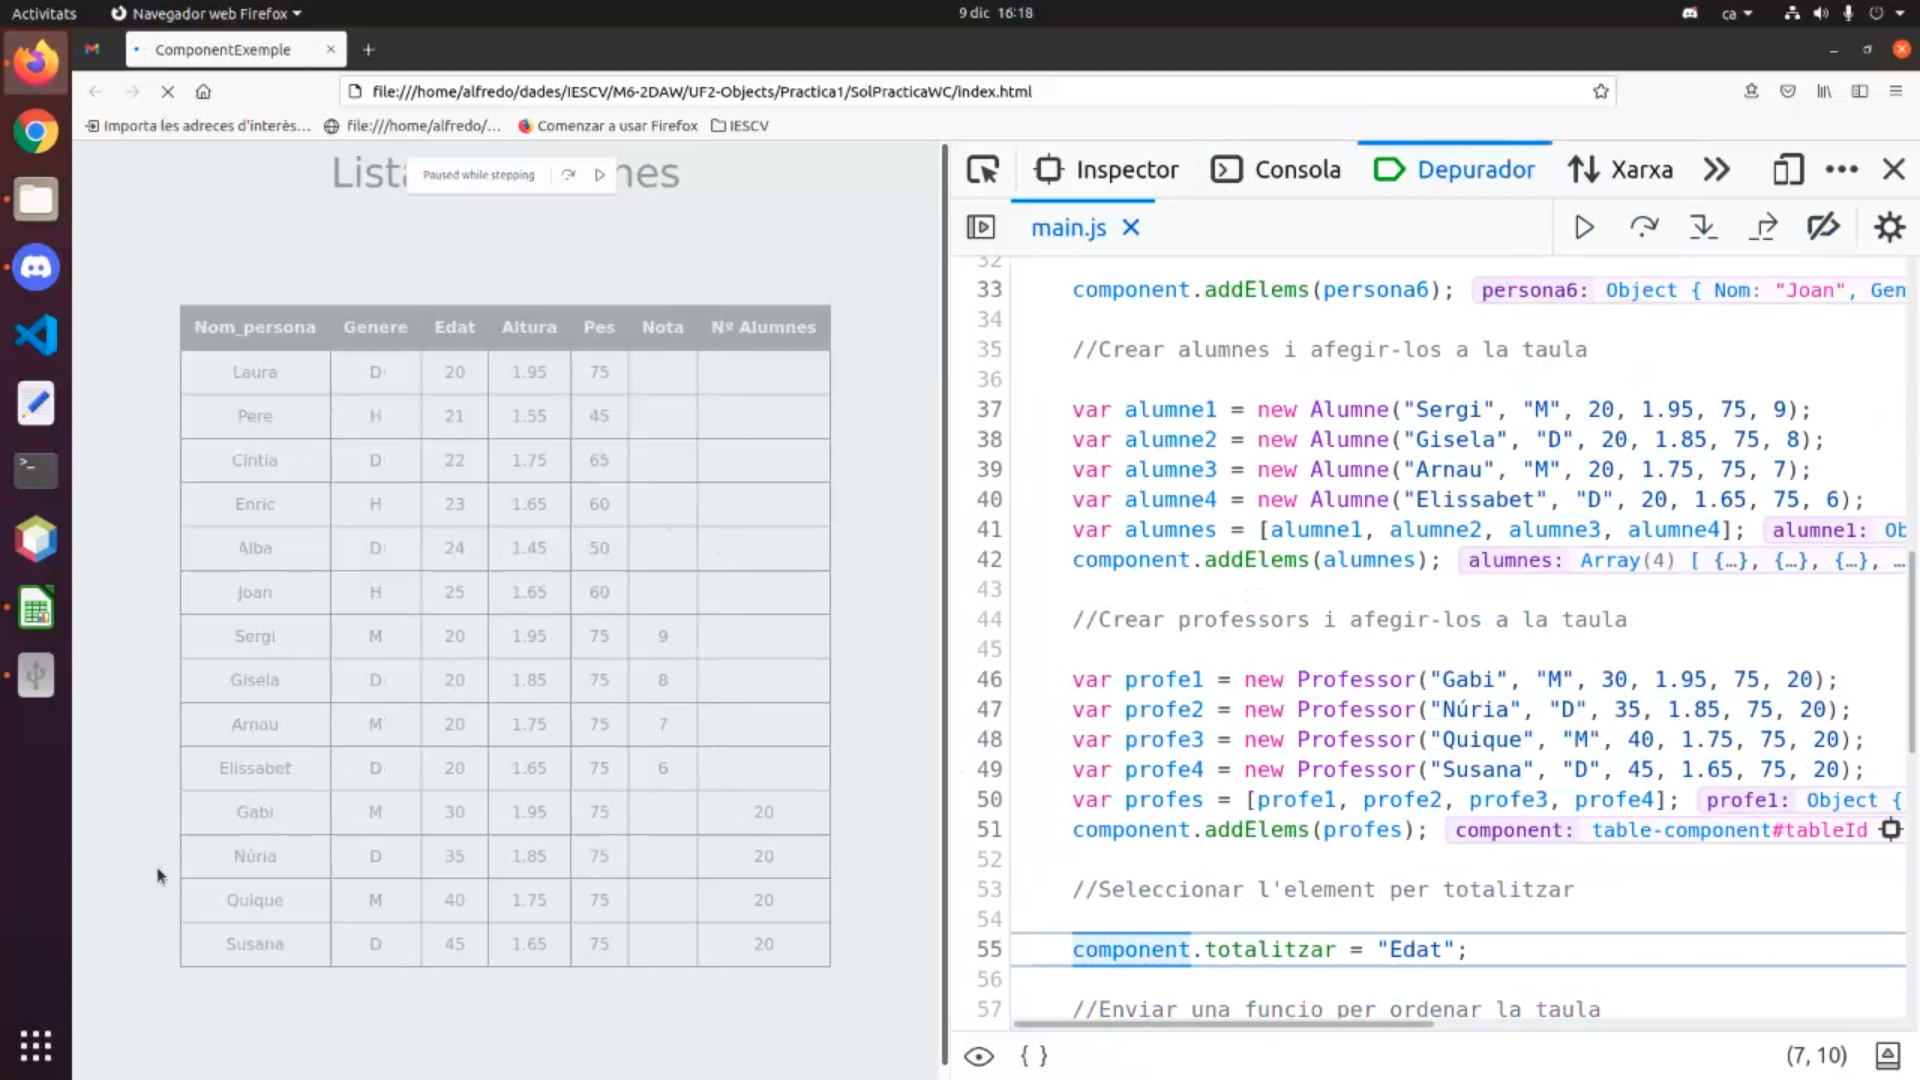 Activitats
Navegador web Firefox
9 dic 16:18
ca
ComponentExemple
file:///home/alfredo/dades/IESCV/M6-2DAW/UF2-Objects/Practica1/SolPracticaWC/index.html
Importa les adreces d'interès…
file:///home/alfredo/…
Comenzar a usar Firefox
IESCV
Paused while stepping
Nom_persona Genere Edat Altura Pes Nota Nº Alumnes
Laura D 20 1.95 75
Pere H 21 1.55 45
Cintia D 22 1.75 65
Enric H 23 1.65 60
Alba D 24 1.45 50
Joan H 25 1.65 60
Sergi M 20 1.95 75 9
Gisela D 20 1.85 75 8
Arnau M 20 1.75 75 7
Elissabet D 20 1.65 75 6
Gabi M 30 1.95 75 20
Núria D 35 1.85 75 20
Quique M 40 1.75 75 20
Susana D 45 1.65 75 20
Inspector
Consola
Depurador
Xarxa
main.js
32
33 component.addElems(persona6); persona6: Object { Nom: "Joan", Gen
34
35 //Crear alumnes i afegir-los a la taula
36
37 var alumne1 = new Alumne("Sergi", "M", 20, 1.95, 75, 9);
38 var alumne2 = new Alumne("Gisela", "D", 20, 1.85, 75, 8);
39 var alumne3 = new Alumne("Arnau", "M", 20, 1.75, 75, 7);
40 var alumne4 = new Alumne("Elissabet", "D", 20, 1.65, 75, 6);
41 var alumnes = [alumne1, alumne2, alumne3, alumne4]; alumne1: Ob
42 component.addElems(alumnes); alumnes: Array(4) [ {…}, {…}, {…}, …
43
44 //Crear professors i afegir-los a la taula
45
46 var profe1 = new Professor("Gabi", "M", 30, 1.95, 75, 20);
47 var profe2 = new Professor("Núria", "D", 35, 1.85, 75, 20);
48 var profe3 = new Professor("Quique", "M", 40, 1.75, 75, 20);
49 var profe4 = new Professor("Susana", "D", 45, 1.65, 75, 20);
50 var profes = [profe1, profe2, profe3, profe4]; profe1: Object {
51 component.addElems(profes); component: table-component#tableId
52
53 //Seleccionar l'element per totalitzar
54
55 component.totalitzar = "Edat";
56
57 //Enviar una funcio per ordenar la taula
{ }
(7, 10)